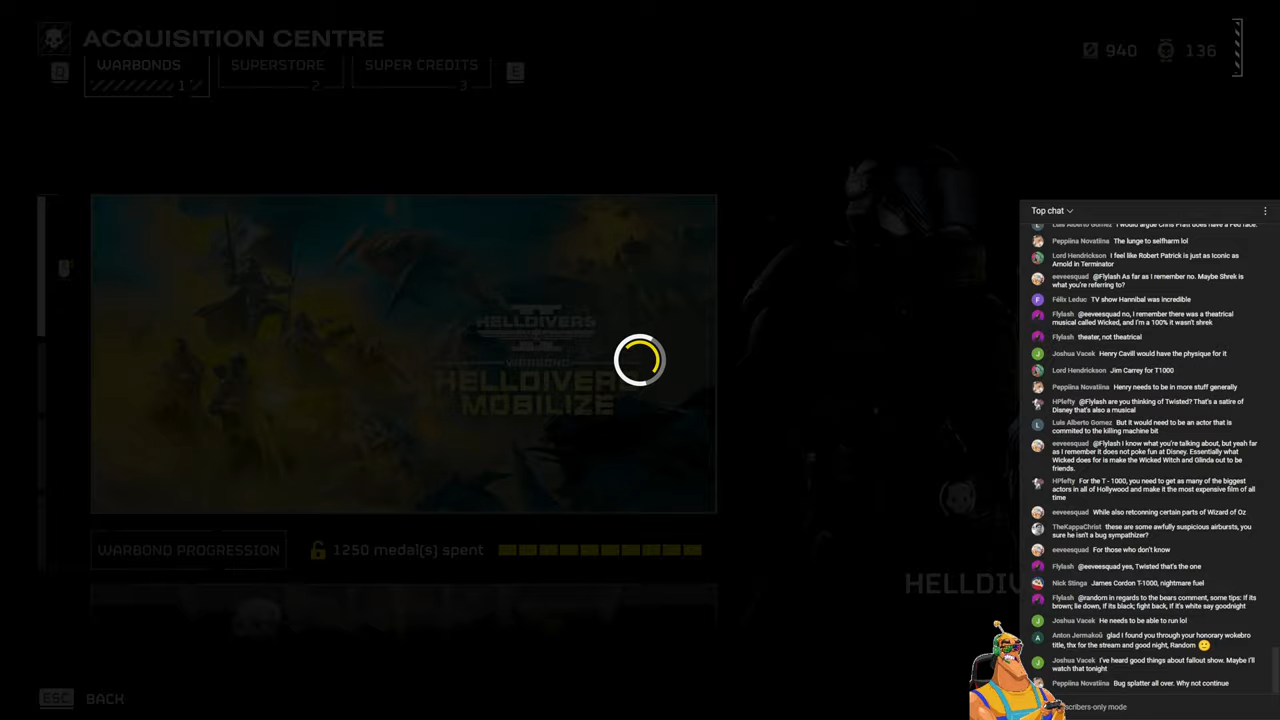 ACQUISITION CENTRE
940 136
Q WARBONDS SUPERSTORE SUPER CREDITS E
1 2 3
HELLDIVERS
WARBOND
HELLDIVERS
MOBILIZE
WARBOND PROGRESSION 1250 medal(s) spent
HELLDIV
ESC BACK
Top chat
Peppiina Novatiina The lunge to selfharm lol
Lord Hendrickson I feel like Robert Patrick is just as Iconic as
Arnold in Terminator
eeveesquad @Flylash As far as I remember no. Maybe Shrek is
what you're referring to?
Félix Leduc TV show Hannibal was incredible
Flylash @eeveesquad no, I remember there was a theatrical
musical called Wicked, and I'm a 100% it wasn't shrek
Flylash theater, not theatrical
Joshua Vacek Henry Cavill would have the physique for it
Lord Hendrickson Jim Carrey for T1000
Peppiina Novatiina Henry needs to be in more stuff generally
HPlefty @Flylash are you thinking of Twisted? That's a satire of
Disney that's also a musical
Luis Alberto Gomez But it would need to be an actor that is
commited to the killing machine bit
eeveesquad @Flylash I know what you're talking about, but yeah far
as I remember it does not poke fun at Disney. Essentially what
Wicked does for is make the Wicked Witch and Glinda out to be
friends.
HPlefty For the T - 1000, you need to get as many of the biggest
actors in all of Hollywood and make it the most expensive film of all
time
eeveesquad While also retconning certain parts of Wizard of Oz
TheKappaChrist these are some awfully suspicious airbursts, you
sure he isn't a bug sympathizer?
eeveesquad For those who don't know
Flylash @eeveesquad yes, Twisted that's the one
Nick Stinga James Cordon T-1000, nightmare fuel
Flylash @random in regards to the bears comment, some tips: If its
brown; lie down, If its black; fight back, If it's white say goodnight
Joshua Vacek He needs to be able to run lol
Anton Jermakoü glad I found you through your honorary wokebro
title, thx for the stream and good night, Random
Joshua Vacek I've heard good things about fallout show. Maybe I'll
watch that tonight
Peppiina Novatiina Bug splatter all over. Why not continue
scribers-only mode